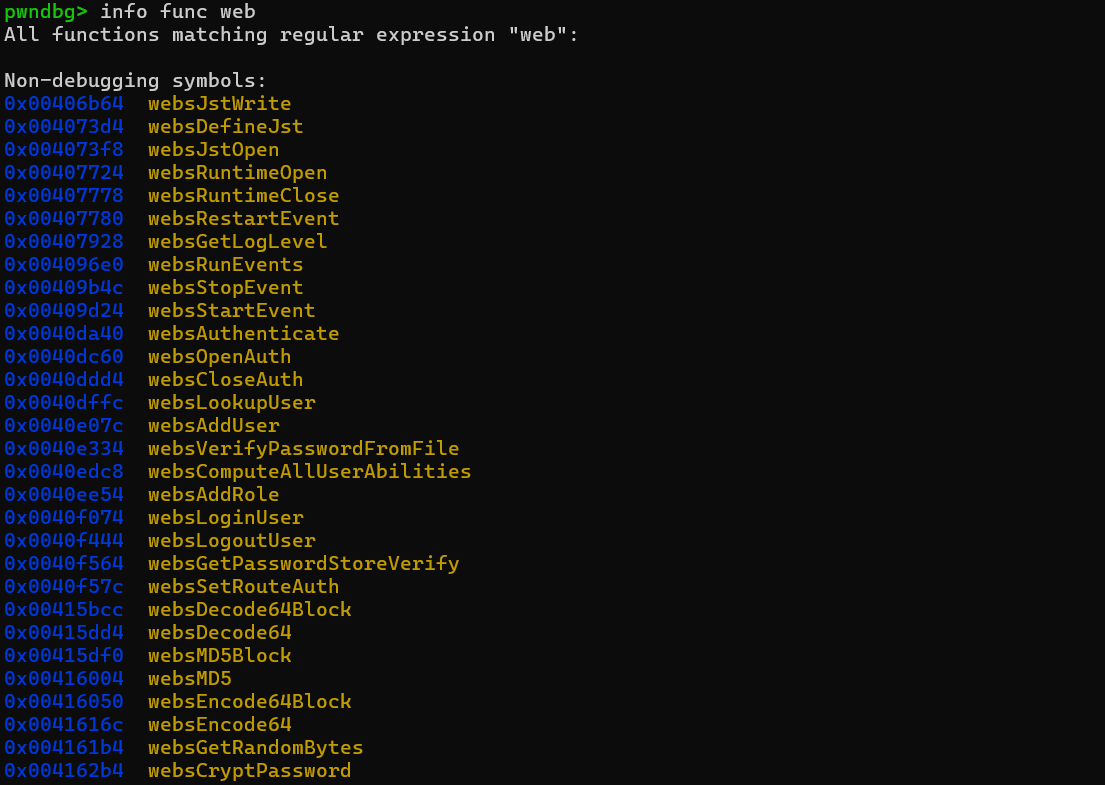 pwndbg> info func web
All functions matching regular expression "web":
Non-debugging symbols:
0x00406b64  websJstWrite
0x004073d4  websDefineJst
0x004073f8  websJstOpen
0x00407724  websRuntimeOpen
0x00407778  websRuntimeClose
0x00407780  websRestartEvent
0x00407928  websGetLogLevel
0x004096e0  websRunEvents
0x00409b4c  websStopEvent
0x00409d24  websStartEvent
0x0040da40  websAuthenticate
0x0040dc60  websOpenAuth
0x0040ddd4  websCloseAuth
0x0040dffc  websLookupUser
0x0040e07c  websAddUser
0x0040e334  websVerifyPasswordFromFile
0x0040edc8  websComputeAllUserAbilities
0x0040ee54  websAddRole
0x0040f074  websLoginUser
0x0040f444  websLogoutUser
0x0040f564  websGetPasswordStoreVerify
0x0040f57c  websSetRouteAuth
0x00415bcc  websDecode64Block
0x00415dd4  websDecode64
0x00415df0  websMD5Block
0x00416004  websMD5
0x00416050  websEncode64Block
0x0041616c  websEncode64
0x004161b4  websGetRandomBytes
0x004162b4  websCryptPassword